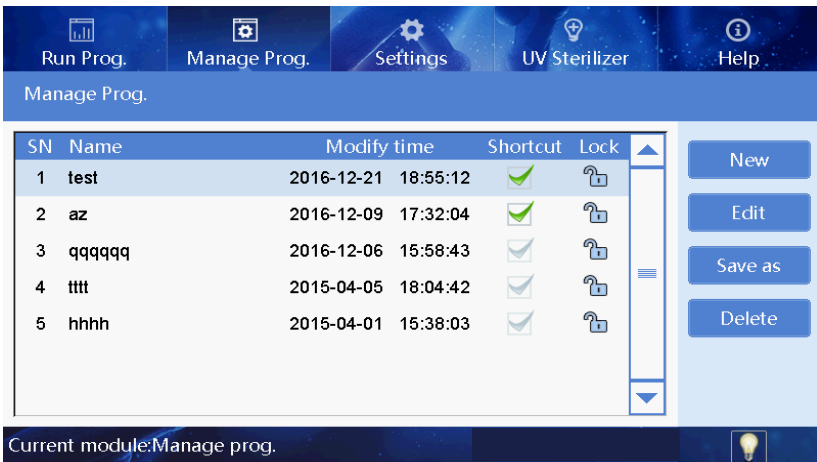 Run Prog. Manage Prog. Settings UV Sterilizer Help
Manage Prog.
SN Name Modify time Shortcut Lock
1 test 2016-12-21 18:55:12
2 az 2016-12-09 17:32:04
3 qqqqqq 2016-12-06 15:58:43
4 tttt 2015-04-05 18:04:42
5 hhhh 2015-04-01 15:38:03
New
Edit
Save as
Delete
Current module:Manage prog.